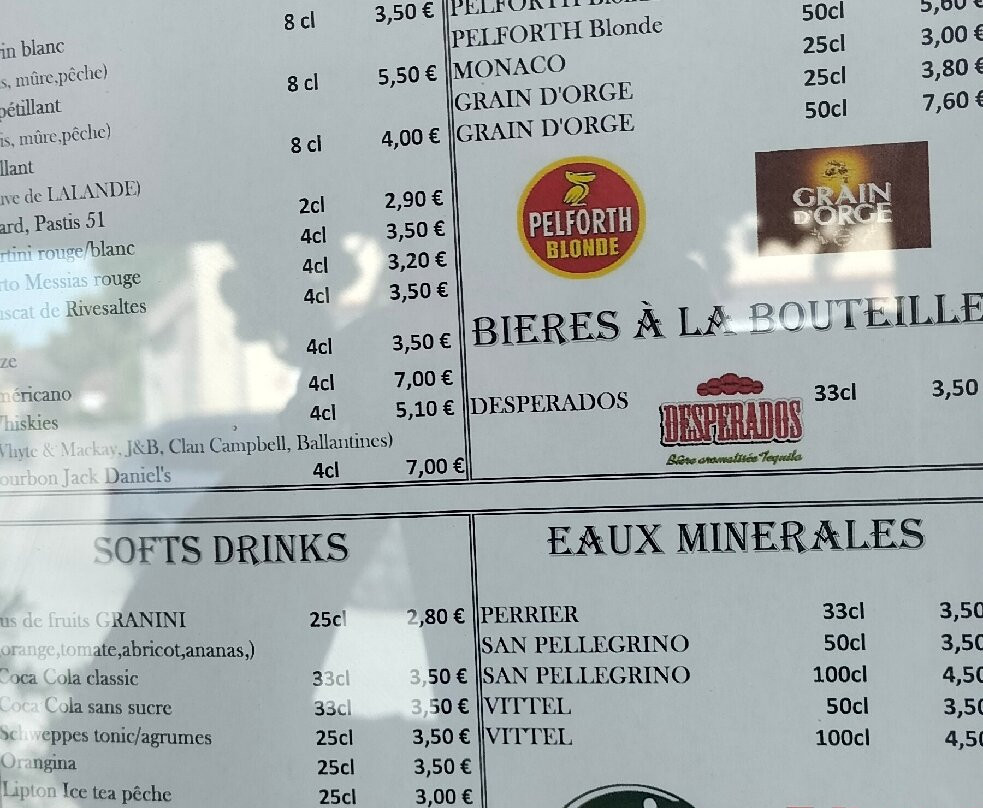 8 cl 3,50 €
in blanc
s, mûre,pêche)
8 cl 5,50 €
pétillant
is, mûre,pêche)
8 cl 4,00 €
llant
uve de LALANDE)
ard, Pastis 51 2cl 2,90 €
rtini rouge/blanc 4cl 3,50 €
rto Messias rouge 4cl 3,20 €
uscat de Rivesaltes 4cl 3,50 €
ze 4cl 3,50 €
méricano 4cl 7,00 €
Whiskies 4cl 5,10 €
Whyte & Mackay, J&B, Clan Campbell, Ballantines)
ourbon Jack Daniel's 4cl 7,00 €
PELFORTH Blonde
PELFORTH Blonde 50cl 5,60 €
MONACO 25cl 3,00 €
GRAIN D'ORGE 25cl 3,80 €
GRAIN D'ORGE 50cl 7,60 €
PELFORTH
BLONDE
GRAIN
D'ORGE
BIERES À LA BOUTEILLE
DESPERADOS 33cl 3,50
DESPERADOS
Bière aromatisée Tequila
SOFTS DRINKS
us de fruits GRANINI 25cl 2,80 €
orange,tomate,abricot,ananas,)
Coca Cola classic 33cl 3,50 €
Coca Cola sans sucre 33cl 3,50 €
Schweppes tonic/agrumes 25cl 3,50 €
Orangina 25cl 3,50 €
Lipton Ice tea pêche 25cl 3,00 €
EAUX MINERALES
PERRIER 33cl 3,50
SAN PELLEGRINO 50cl 3,50
SAN PELLEGRINO 100cl 4,50
VITTEL 50cl 3,50
VITTEL 100cl 4,50